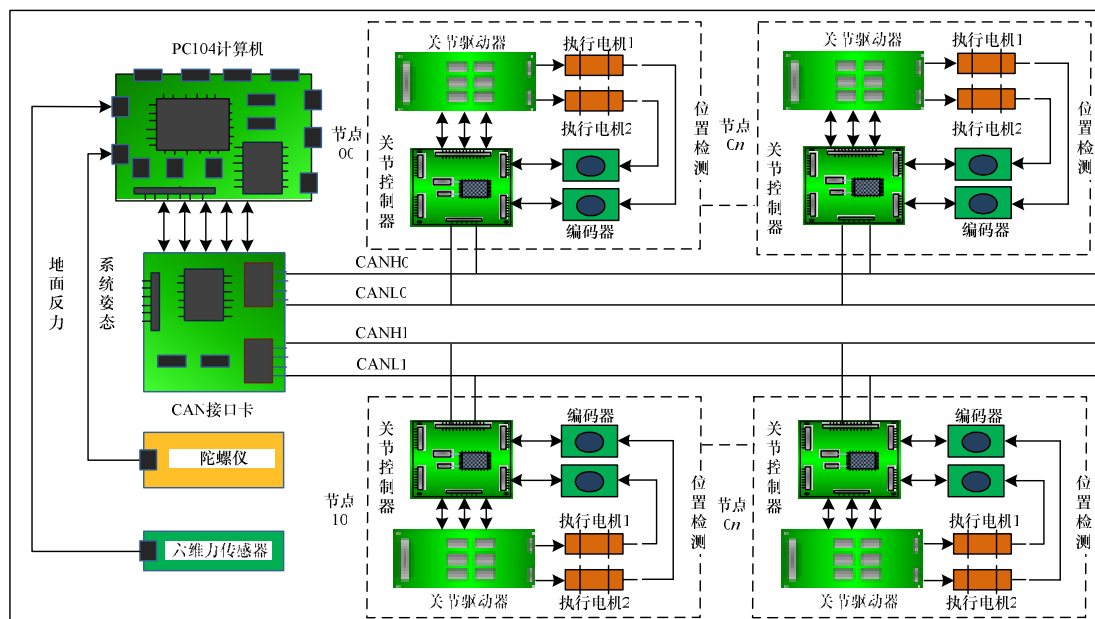 PC104计算机
地面反力
系统姿态
CAN接口卡
陀螺仪
六维力传感器
节点
00
关节驱动器
执行电机1
执行电机2
关节控制器
编码器
位置检测
节点
0n
关节驱动器
执行电机1
执行电机2
关节控制器
编码器
位置检测
CANH0
CANL0
CANH1
CANL1
节点
10
关节控制器
编码器
位置检测
关节驱动器
执行电机1
执行电机2
节点
0n
关节控制器
编码器
位置检测
关节驱动器
执行电机1
执行电机2